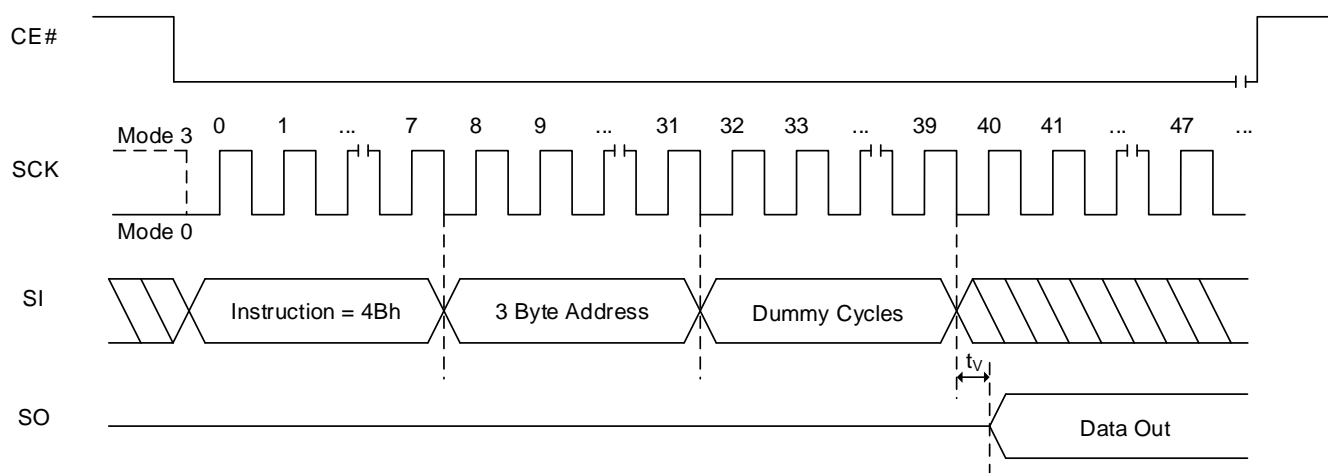 CE#
Mode 3 0 1 ... 7 8 9 ... 31 32 33 ... 39 40 41 ... 47 ...
SCK
Mode 0
SI Instruction = 4Bh 3 Byte Address Dummy Cycles
tV
SO Data Out